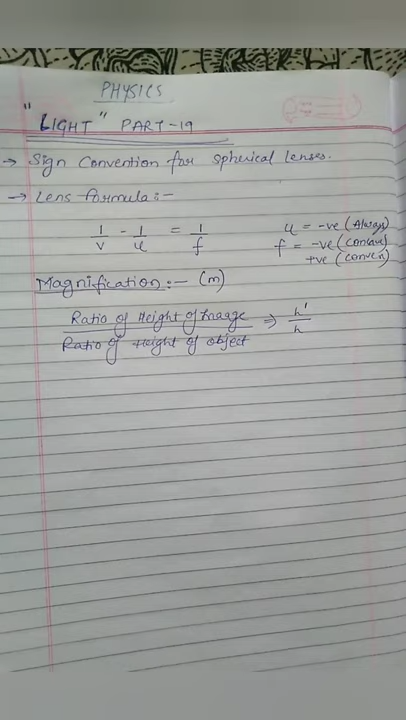 PHYSICS
"LIGHT" PART-19
→ Sign Convention for Spherical lenses.
→ Lens formula:-
1/v - 1/u = 1/f
u = -ve (Always)
f = -ve (Concave)
+ve (Convex)
Magnification:- (m)
Ratio of Height of Image
Ratio of Height of object
⇒ h'/h